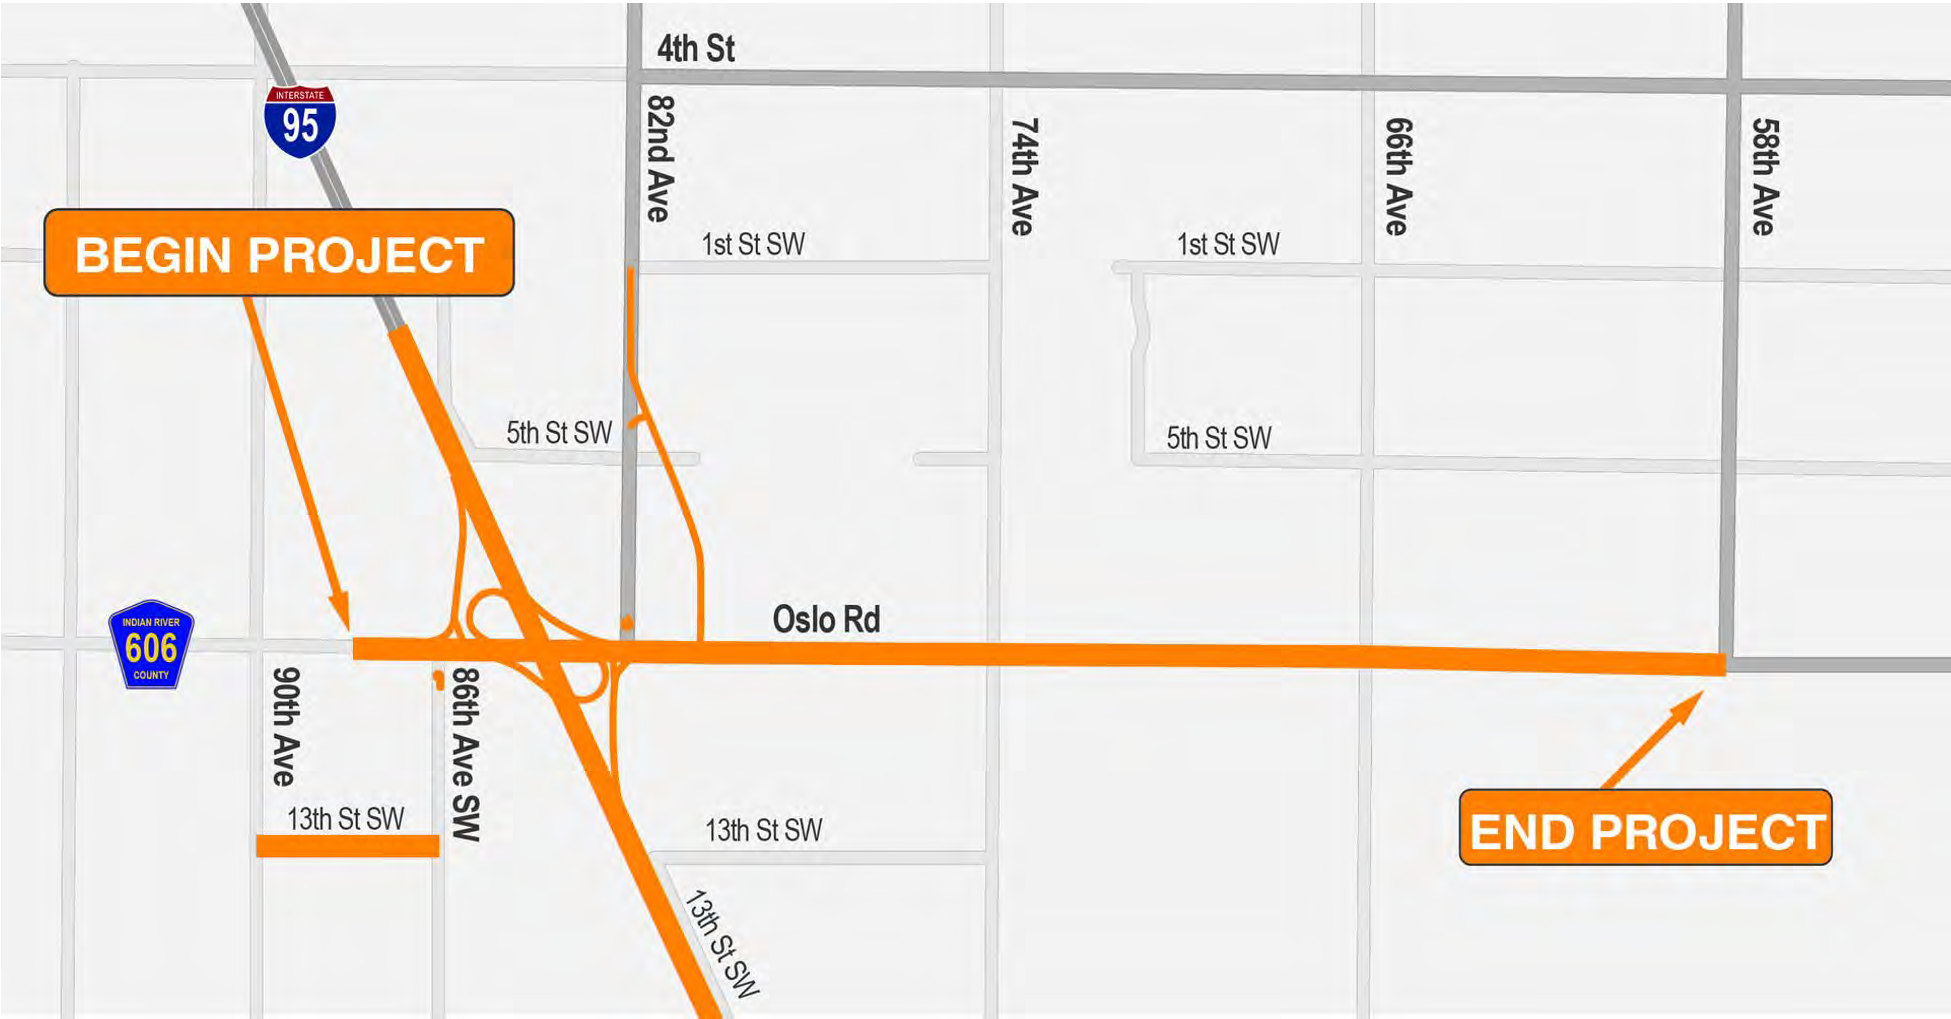 4th St
INTERSTATE
95
82nd Ave
74th Ave
66th Ave
58th Ave
BEGIN PROJECT
1st St SW
1st St SW
5th St SW
5th St SW
Oslo Rd
INDIAN RIVER
606
COUNTY
90th Ave
86th Ave SW
13th St SW
13th St SW
END PROJECT
13th St SW